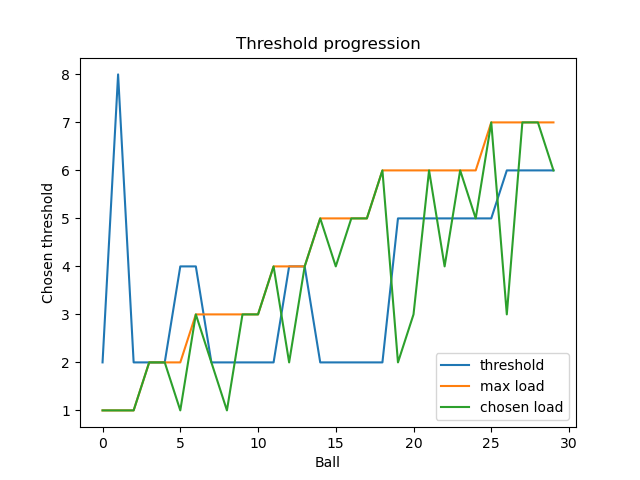 Threshold progression
Chosen threshold
8
7
6
5
4
3
2
1
0
5
10
15
20
25
30
Ball
threshold
max load
chosen load